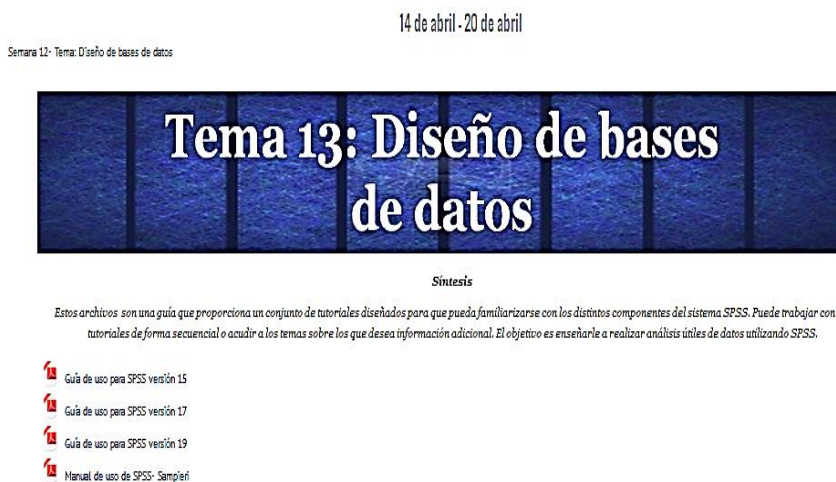 14 de abril - 20 de abril
Semana 12- Tema: Diseño de bases de datos
Tema 13: Diseño de bases
de datos
Síntesis
Estos archivos son una guía que proporciona un conjunto de tutoriales diseñados para que pueda familiarizarse con los distintos componentes del sistema SPSS. Puede trabajar con
tutoriales de forma secuencial o acudir a los temas sobre los que desea información adicional. El objetivo es enseñarle a realizar análisis útiles de datos utilizando SPSS.
Guía de uso para SPSS versión 15
Guía de uso para SPSS versión 17
Guía de uso para SPSS versión 19
Manual de uso de SPSS- Sampieri